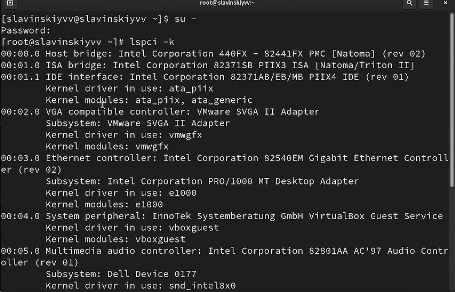 slavinskiyvv@slavinskiyvv:~
[slavinskiyvv@slavinskiyvv ~]$ su -
Password:
[root@slavinskiyvv ~]# lspci -k
00:00.0 Host bridge: Intel Corporation 440FX - 82441FX PMC [Natoma] (rev 02)
00:01.0 ISA bridge: Intel Corporation 82371SB PIIX3 ISA [Natoma/Triton II]
00:01.1 IDE interface: Intel Corporation 82371AB/EB/MB PIIX4 IDE (rev 01)
Kernel driver in use: ata_piix
Kernel modules: ata_piix, ata_generic
00:02.0 VGA compatible controller: VMware SVGA II Adapter
Subsystem: VMware SVGA II Adapter
Kernel driver in use: vmwgfx
Kernel modules: vmwgfx
00:03.0 Ethernet controller: Intel Corporation 82540EM Gigabit Ethernet Controll
er (rev 02)
Subsystem: Intel Corporation PRO/1000 MT Desktop Adapter
Kernel driver in use: e1000
Kernel modules: e1000
00:04.0 System peripheral: InnoTek Systemberatung GmbH VirtualBox Guest Service
Kernel driver in use: vboxguest
Kernel modules: vboxguest
00:05.0 Multimedia audio controller: Intel Corporation 82801AA AC'97 Audio Contr
oller (rev 01)
Subsystem: Dell Device 0177
Kernel driver in use: snd_intel8x0